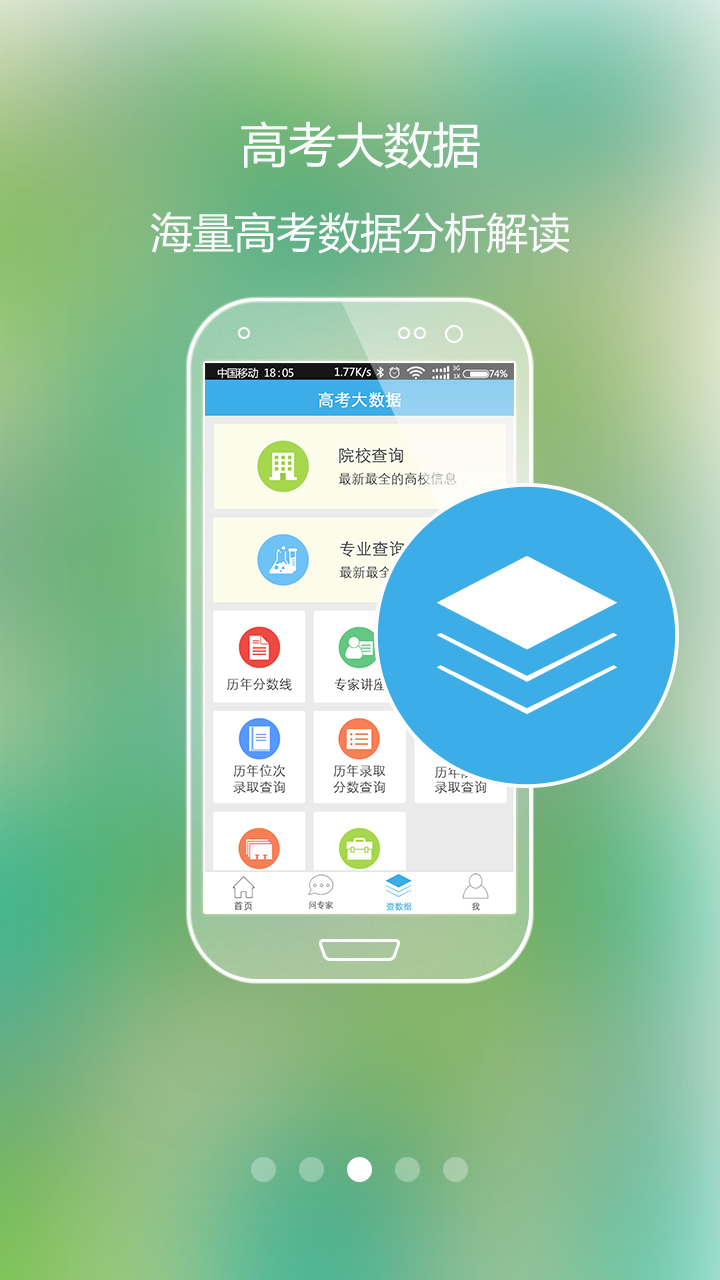 高考大数据
海量高考数据分析解读
中国移动 18:05 1.77K/s 3G 1X 74%
高考大数据
院校查询
最新最全的高校信息
专业查询
最新最全
历年分数线
专家讲座
历年位次
录取查询
历年录取
分数查询
历年
录取查询
首页
问专家
查数据
我